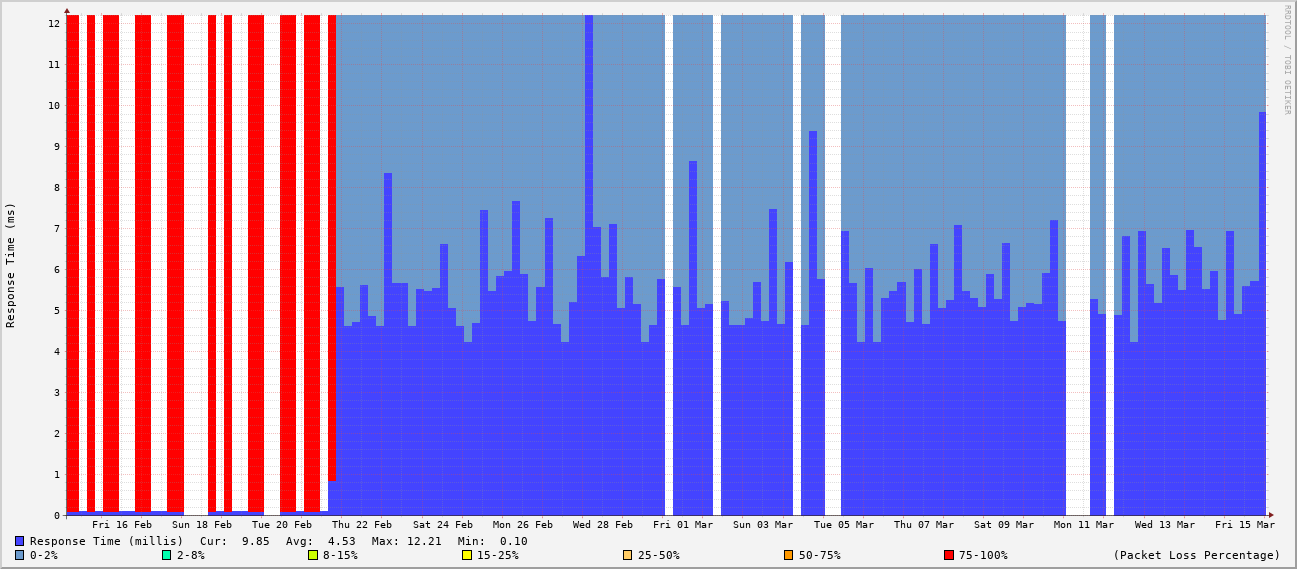 RRDTOOL / TOBI OETIKER
Response Time (ms)
12
11
10
9
8
7
6
5
4
3
2
1
0
Fri 16 Feb Sun 18 Feb Tue 20 Feb Thu 22 Feb Sat 24 Feb Mon 26 Feb Wed 28 Feb Fri 01 Mar Sun 03 Mar Tue 05 Mar Thu 07 Mar Sat 09 Mar Mon 11 Mar Wed 13 Mar Fri 15 Mar
Response Time (millis) Cur: 9.85 Avg: 4.53 Max: 12.21 Min: 0.10
0-2% 2-8% 8-15% 15-25% 25-50% 50-75% 75-100% (Packet Loss Percentage)